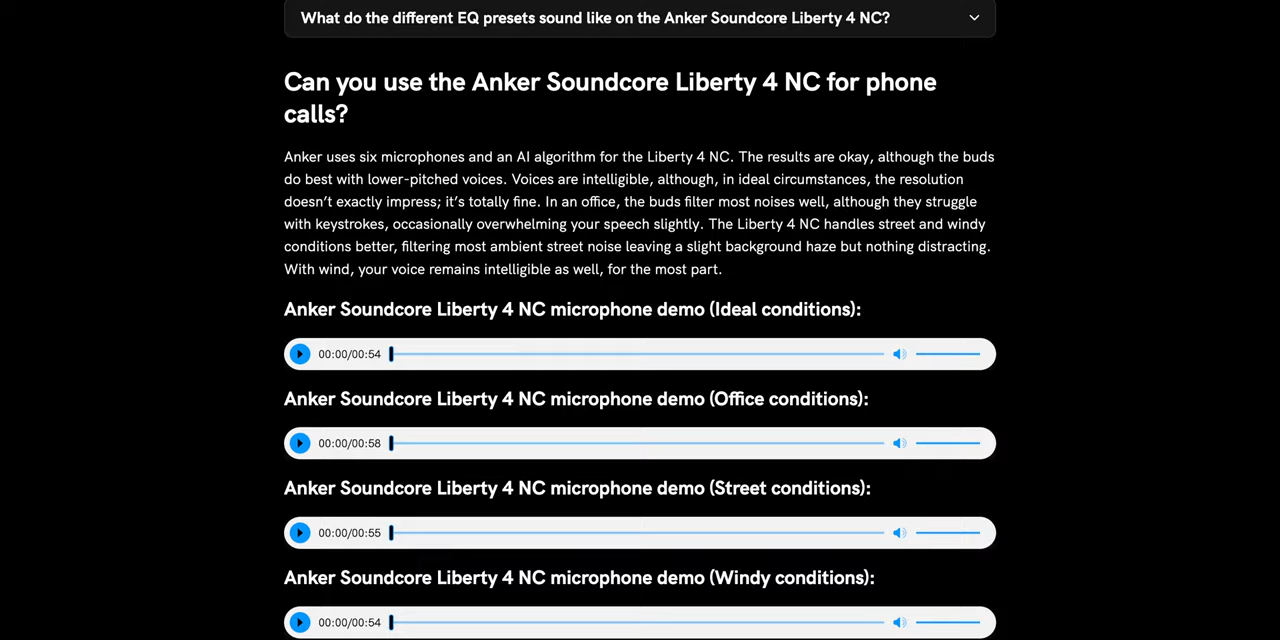 What do the different EQ presets sound like on the Anker Soundcore Liberty 4 NC?
Can you use the Anker Soundcore Liberty 4 NC for phone
calls?
Anker uses six microphones and an AI algorithm for the Liberty 4 NC. The results are okay, although the buds
do best with lower-pitched voices. Voices are intelligible, although, in ideal circumstances, the resolution
doesn’t exactly impress; it’s totally fine. In an office, the buds filter most noises well, although they struggle
with keystrokes, occasionally overwhelming your speech slightly. The Liberty 4 NC handles street and windy
conditions better, filtering most ambient street noise leaving a slight background haze but nothing distracting.
With wind, your voice remains intelligible as well, for the most part.
Anker Soundcore Liberty 4 NC microphone demo (Ideal conditions):
00:00/00:54
Anker Soundcore Liberty 4 NC microphone demo (Office conditions):
00:00/00:58
Anker Soundcore Liberty 4 NC microphone demo (Street conditions):
00:00/00:55
Anker Soundcore Liberty 4 NC microphone demo (Windy conditions):
00:00/00:54